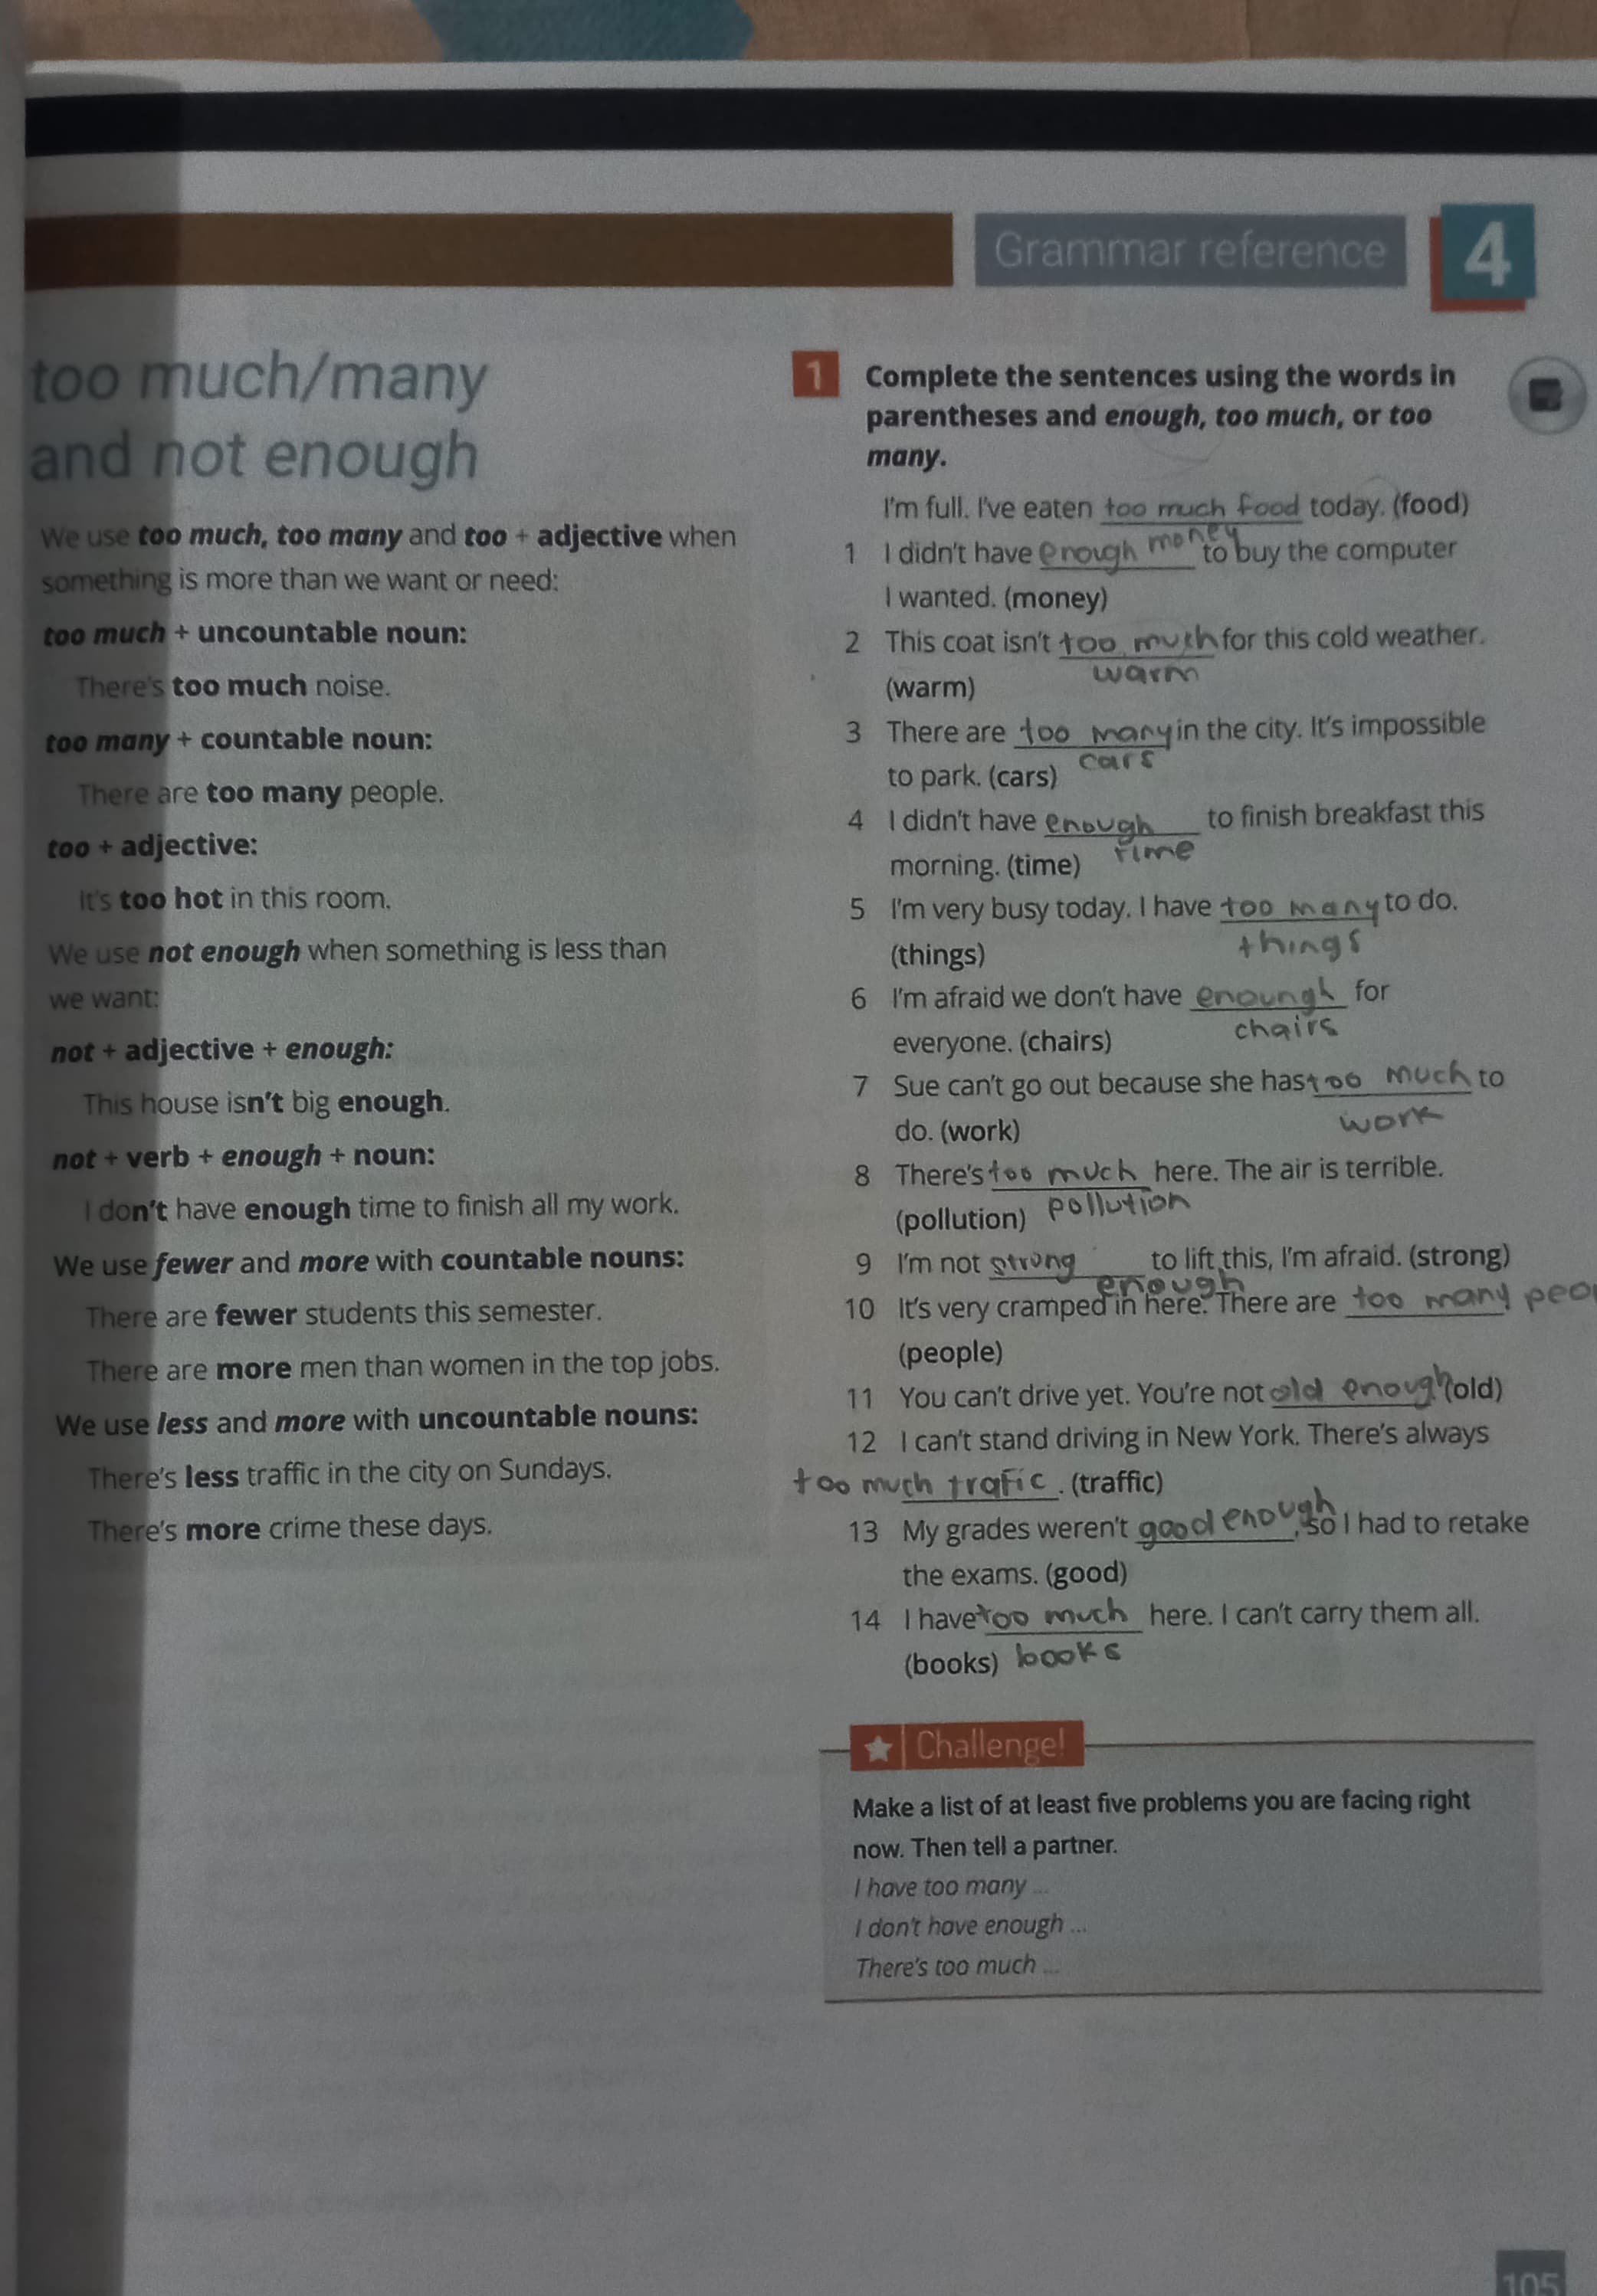 Grammar reference 4
too much/many
and not enough
We use too much, too many and too + adjective when
something is more than we want or need:
too much + uncountable noun:
There's too much noise.
too many + countable noun:
There are too many people.
too + adjective:
It's too hot in this room.
We use not enough when something is less than
we want:
not + adjective + enough:
This house isn't big enough.
not + verb + enough + noun:
I don't have enough time to finish all my work.
We use fewer and more with countable nouns:
There are fewer students this semester.
There are more men than women in the top jobs.
We use less and more with uncountable nouns:
There's less traffic in the city on Sundays.
There's more crime these days.
1 Complete the sentences using the words in
parentheses and enough, too much, or too
many.
I'm full. I've eaten too much food today. (food)
1 I didn't have enough money to buy the computer
I wanted. (money)
2 This coat isn't too much for this cold weather.
(warm) warm
3 There are too many in the city. It's impossible
to park. (cars) cars
4 I didn't have enough to finish breakfast this
morning. (time) time
5 I'm very busy today. I have too many to do.
(things) things
6 I'm afraid we don't have enoungh for
everyone. (chairs) chairs
7 Sue can't go out because she has too much to
do. (work) work
8 There's too much here. The air is terrible.
(pollution) pollution
9 I'm not strong to lift this, I'm afraid. (strong)
enough
10 It's very cramped in here. There are too many peo
(people)
11 You can't drive yet. You're not old enough (old)
12 I can't stand driving in New York. There's always
too much trafic . (traffic)
13 My grades weren't good enough, so I had to retake
the exams. (good)
14 I have too much here. I can't carry them all.
(books) books
Challenge!
Make a list of at least five problems you are facing right
now. Then tell a partner.
I have too many ...
I don't have enough ...
There's too much ...
105